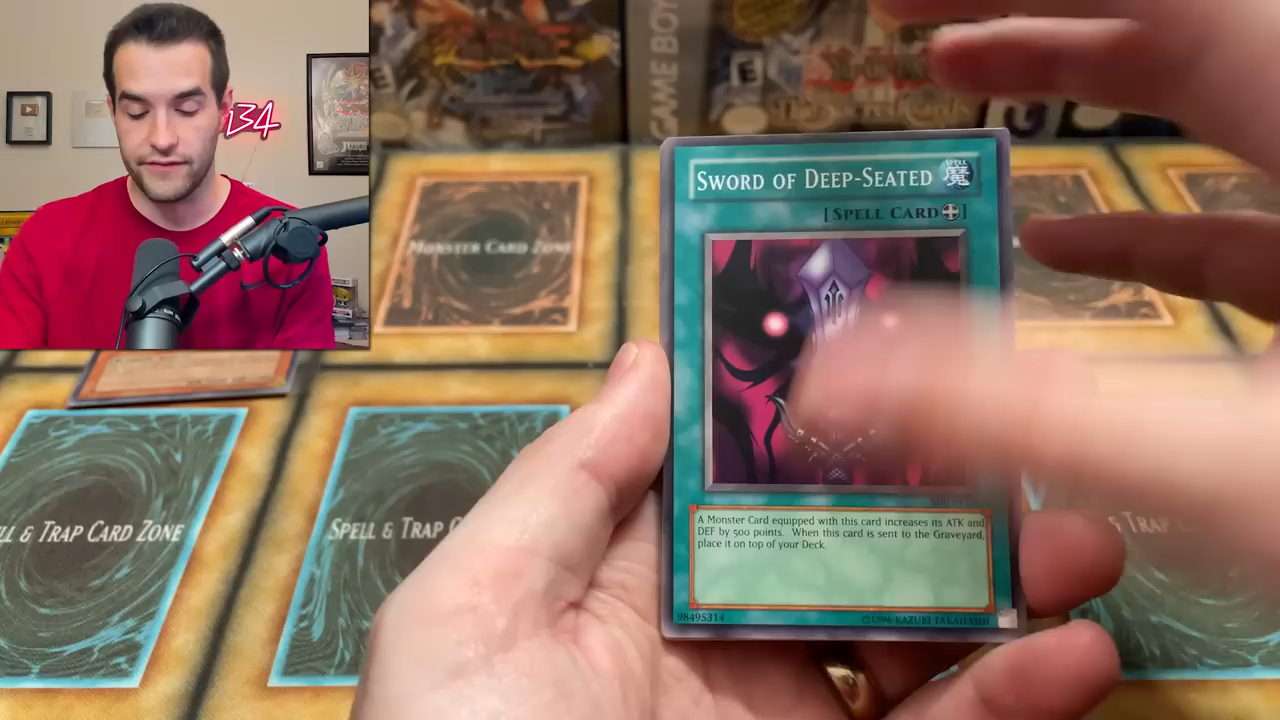 GAME BOY
E
E
134
MONSTER CARD ZONE
SWORD OF DEEP-SEATED
SPELL
魔
[SPELL CARD]
A Monster Card equipped with this card increases its ATK and
DEF by 500 points. When this card is sent to the Graveyard,
place it on top of your Deck.
98495314
©1996 KAZUKI TAKAHASHI
LL & TRAP CARD ZONE
SPELL & TRAP C
& TRAP